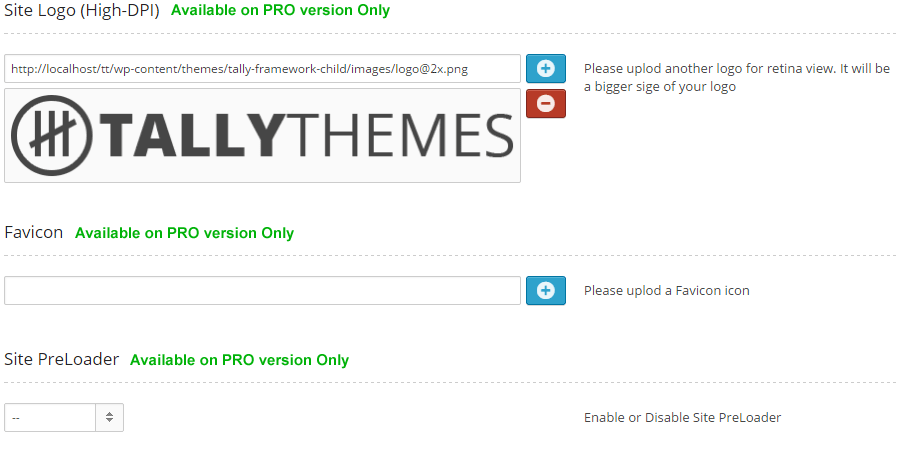 Site Logo (High-DPI) Available on PRO version Only
http://localhost/tt/wp-content/themes/tally-framework-child/images/logo@2x.png
Please uplod another logo for retina view. It will be
a bigger sige of your logo
TALLYTHEMES
Favicon Available on PRO version Only
Please uplod a Favicon icon
Site PreLoader Available on PRO version Only
--
Enable or Disable Site PreLoader